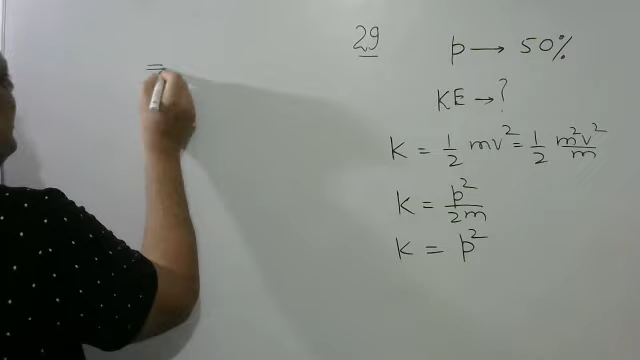 29
p → 50%
KE → ?
K = 1/2 mv² = 1/2 m²v²/m
K = p²/2m
K = p²
=